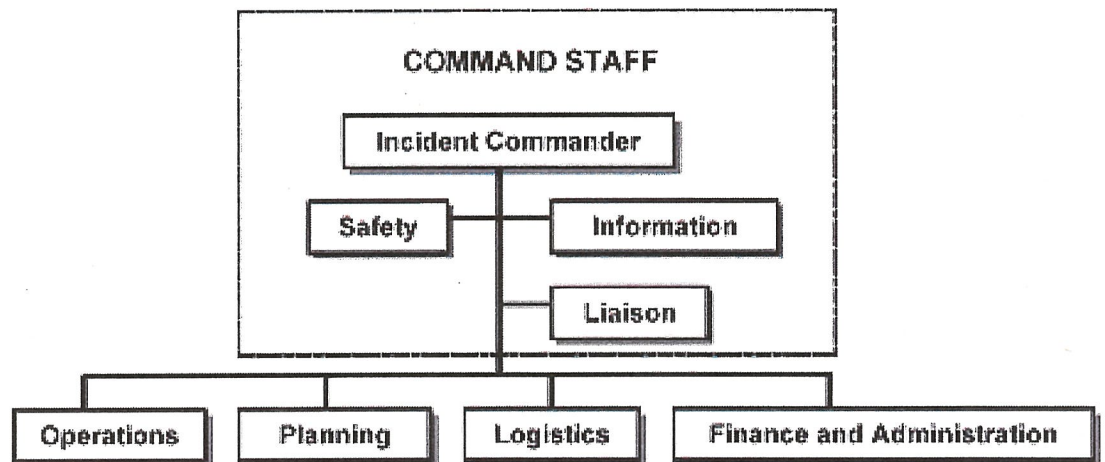 COMMAND STAFF
Incident Commander
Safety
Information
Liaison
Operations
Planning
Logistics
Finance and Administration